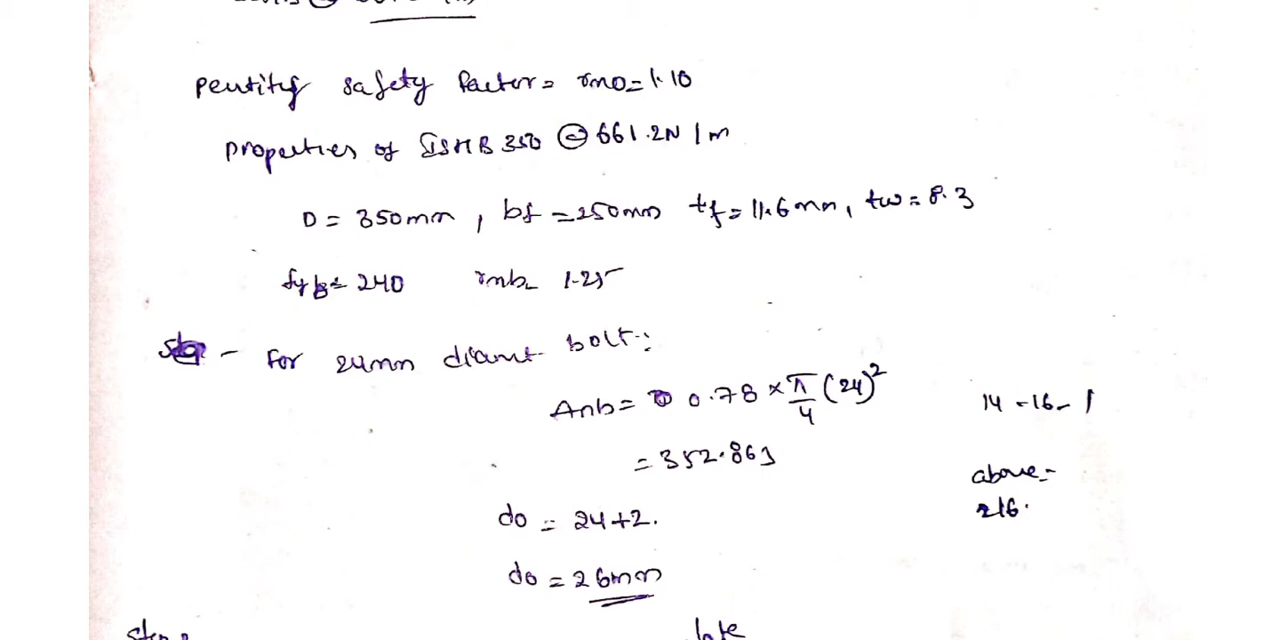 pentity safety factor = γmo = 1.10
properties of ISHB 350 @ 661.2N/m
D = 350mm, bf = 250mm tf = 11.6mm, tw = 8.3
fyb = 240 γmb = 1.25
- For 24mm diamt bolt:
Anb = 0.78 × π/4 (24)²
= 352.863
14 - 16 - 1
above -
do = 24+2.
do = 26mm